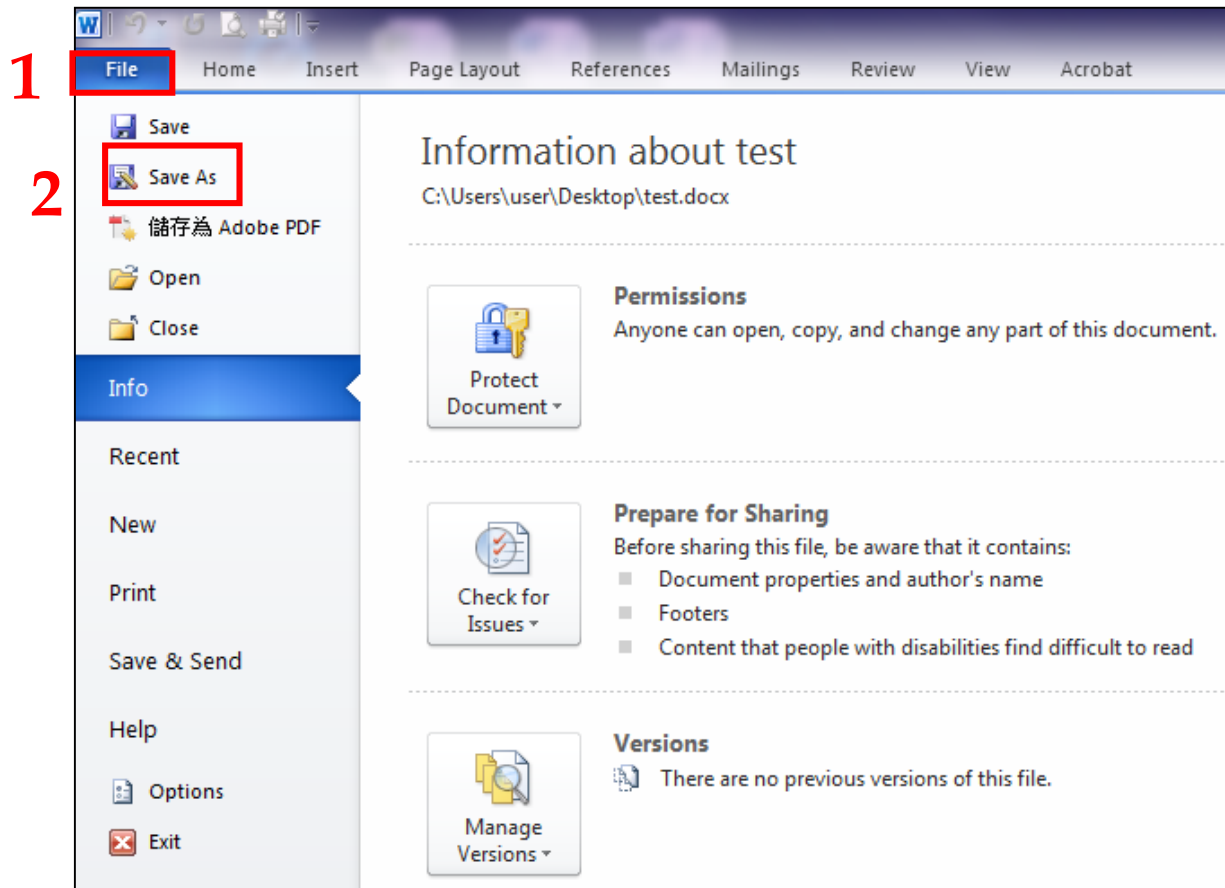 W
1
File Home Insert Page Layout References Mailings Review View Acrobat
Save
2
Save As
儲存為 Adobe PDF
Open
Close
Info
Recent
New
Print
Save & Send
Help
Options
Exit
Information about test
C:\Users\user\Desktop\test.docx
Protect
Document
Permissions
Anyone can open, copy, and change any part of this document.
Check for
Issues
Prepare for Sharing
Before sharing this file, be aware that it contains:
Document properties and author's name
Footers
Content that people with disabilities find difficult to read
Manage
Versions
Versions
There are no previous versions of this file.